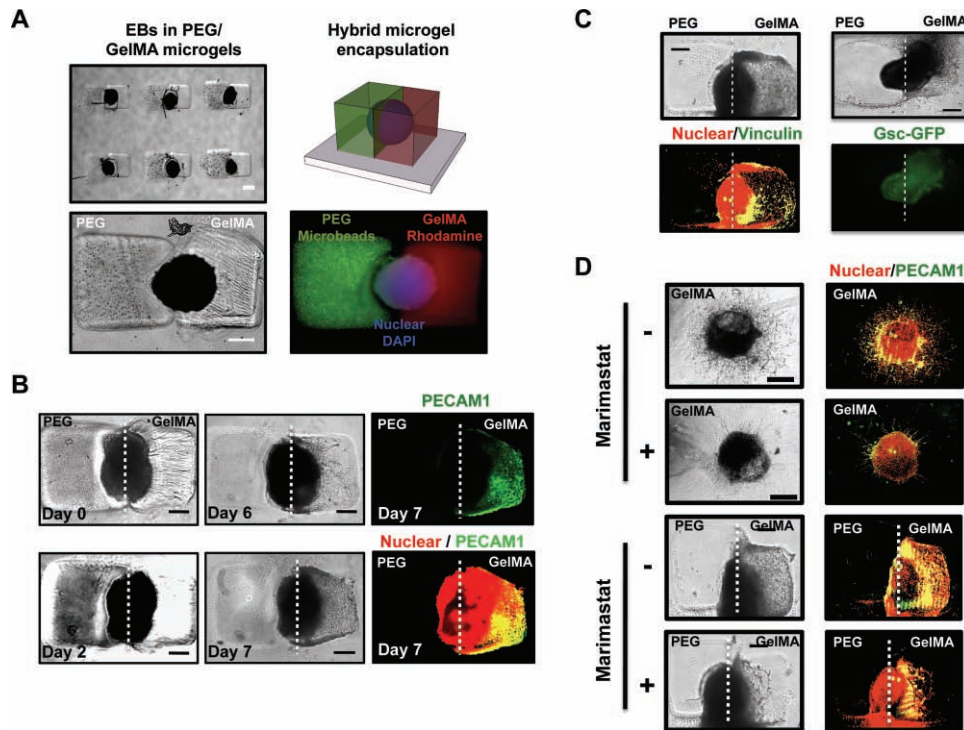 A
EBs in PEG/
GelMA microgels
Hybrid microgel
encapsulation
PEG
GelMA
PEG
Microbeads
GelMA
Rhodamine
Nuclear
DAPI
B
PECAM1
PEG
GelMA
Day 0
Day 6
PEG
GelMA
Day 7
Nuclear / PECAM1
Day 2
Day 7
PEG
GelMA
Day 7
C
PEG
GelMA
PEG
GelMA
Nuclear/Vinculin
Gsc-GFP
D
Nuclear/PECAM1
Marimastat
-
GelMA
GelMA
+
GelMA
GelMA
Marimastat
-
PEG
GelMA
PEG
GelMA
+
PEG
GelMA
PEG
GelMA